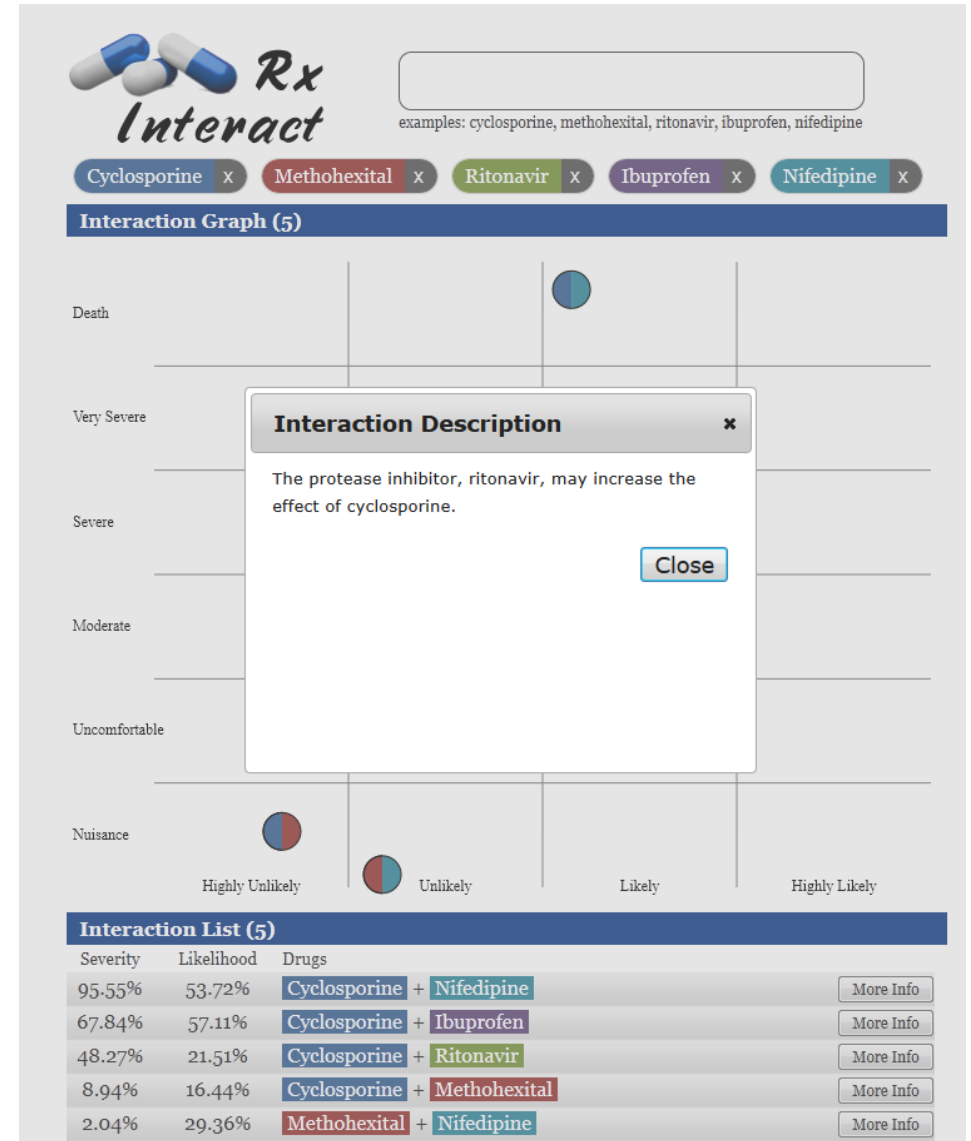 Rx
Interact
examples: cyclosporine, methohexital, ritonavir, ibuprofen, nifedipine
Cyclosporine x Methohexital x Ritonavir x Ibuprofen x Nifedipine x
Interaction Graph (5)
Death
Very Severe
Interaction Description ×
The protease inhibitor, ritonavir, may increase the
effect of cyclosporine.
Severe
Close
Moderate
Uncomfortable
Nuisance
Highly Unlikely Unlikely Likely Highly Likely
Interaction List (5)
Severity Likelihood Drugs
95.55% 53.72% Cyclosporine + Nifedipine More Info
67.84% 57.11% Cyclosporine + Ibuprofen More Info
48.27% 21.51% Cyclosporine + Ritonavir More Info
8.94% 16.44% Cyclosporine + Methohexital More Info
2.04% 29.36% Methohexital + Nifedipine More Info